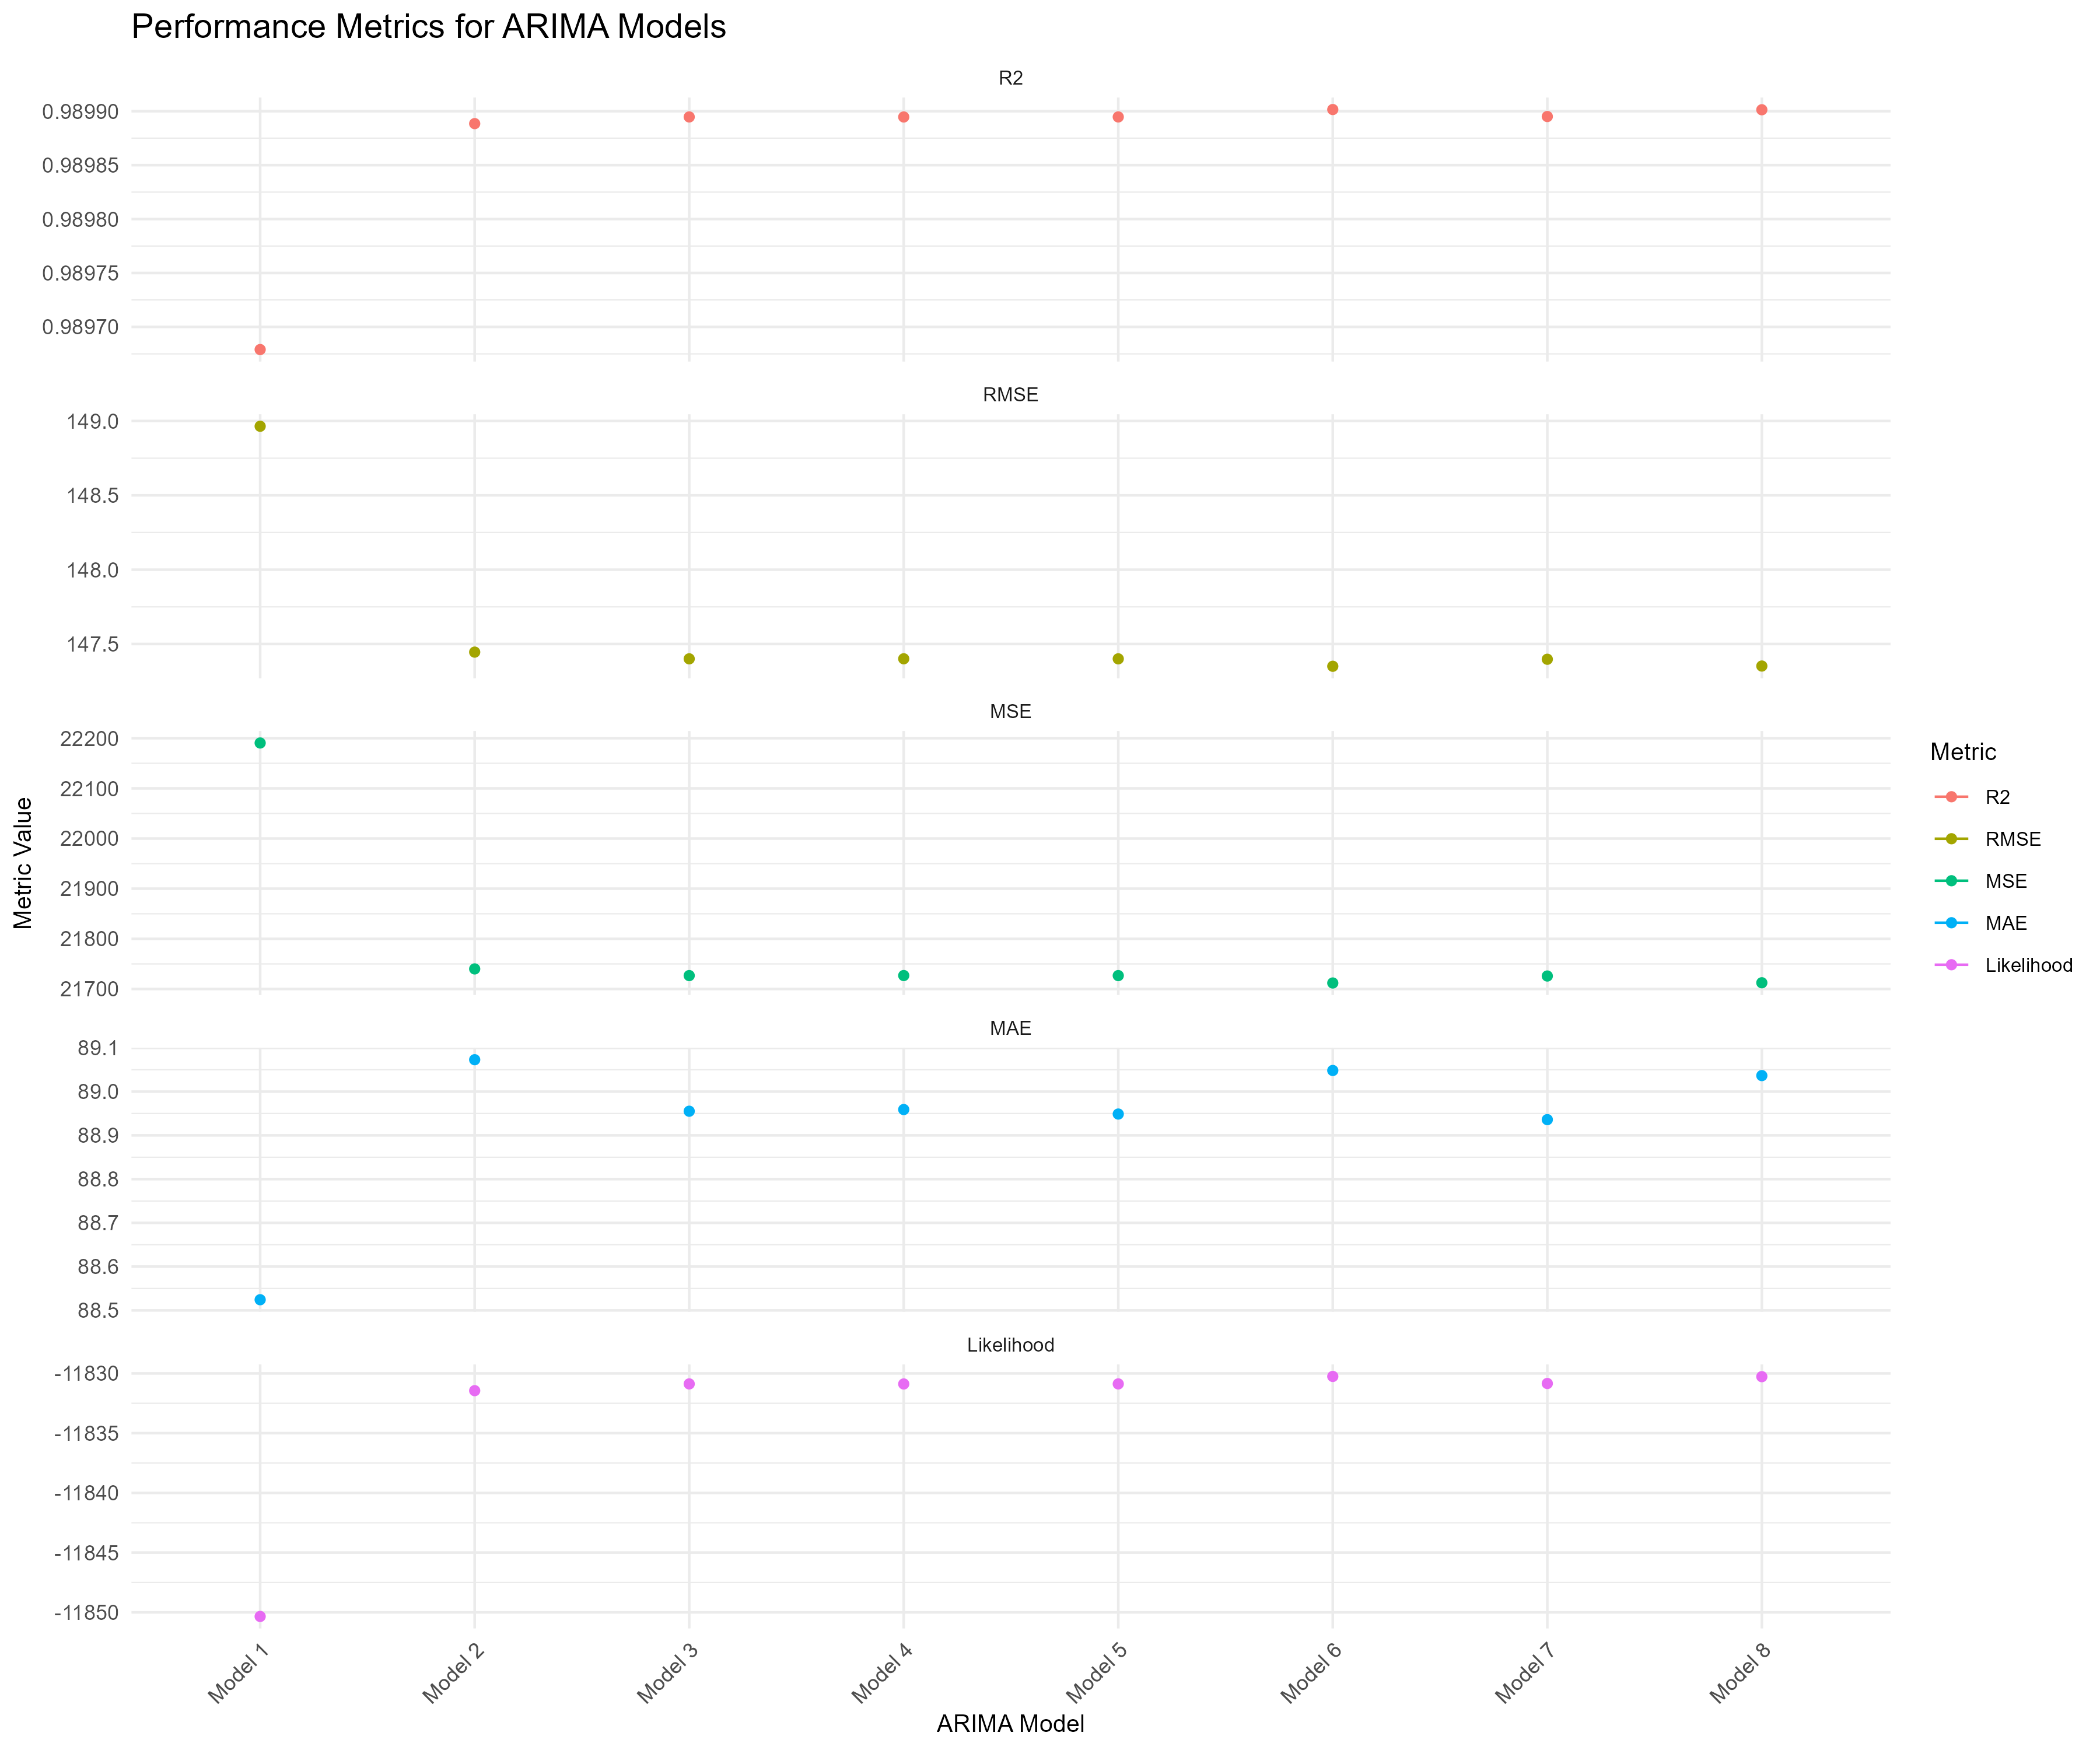 Performance Metrics for ARIMA Models
R2
0.98990
0.98985
0.98980
0.98975
0.98970
RMSE
149.0
148.5
148.0
147.5
MSE
22200
22100
22000
21900
21800
21700
MAE
89.1
89.0
88.9
88.8
88.7
88.6
88.5
Likelihood
-11830
-11835
-11840
-11845
-11850
Model 1
Model 2
Model 3
Model 4
Model 5
Model 6
Model 7
Model 8
ARIMA Model
Metric Value
Metric
R2
RMSE
MSE
MAE
Likelihood